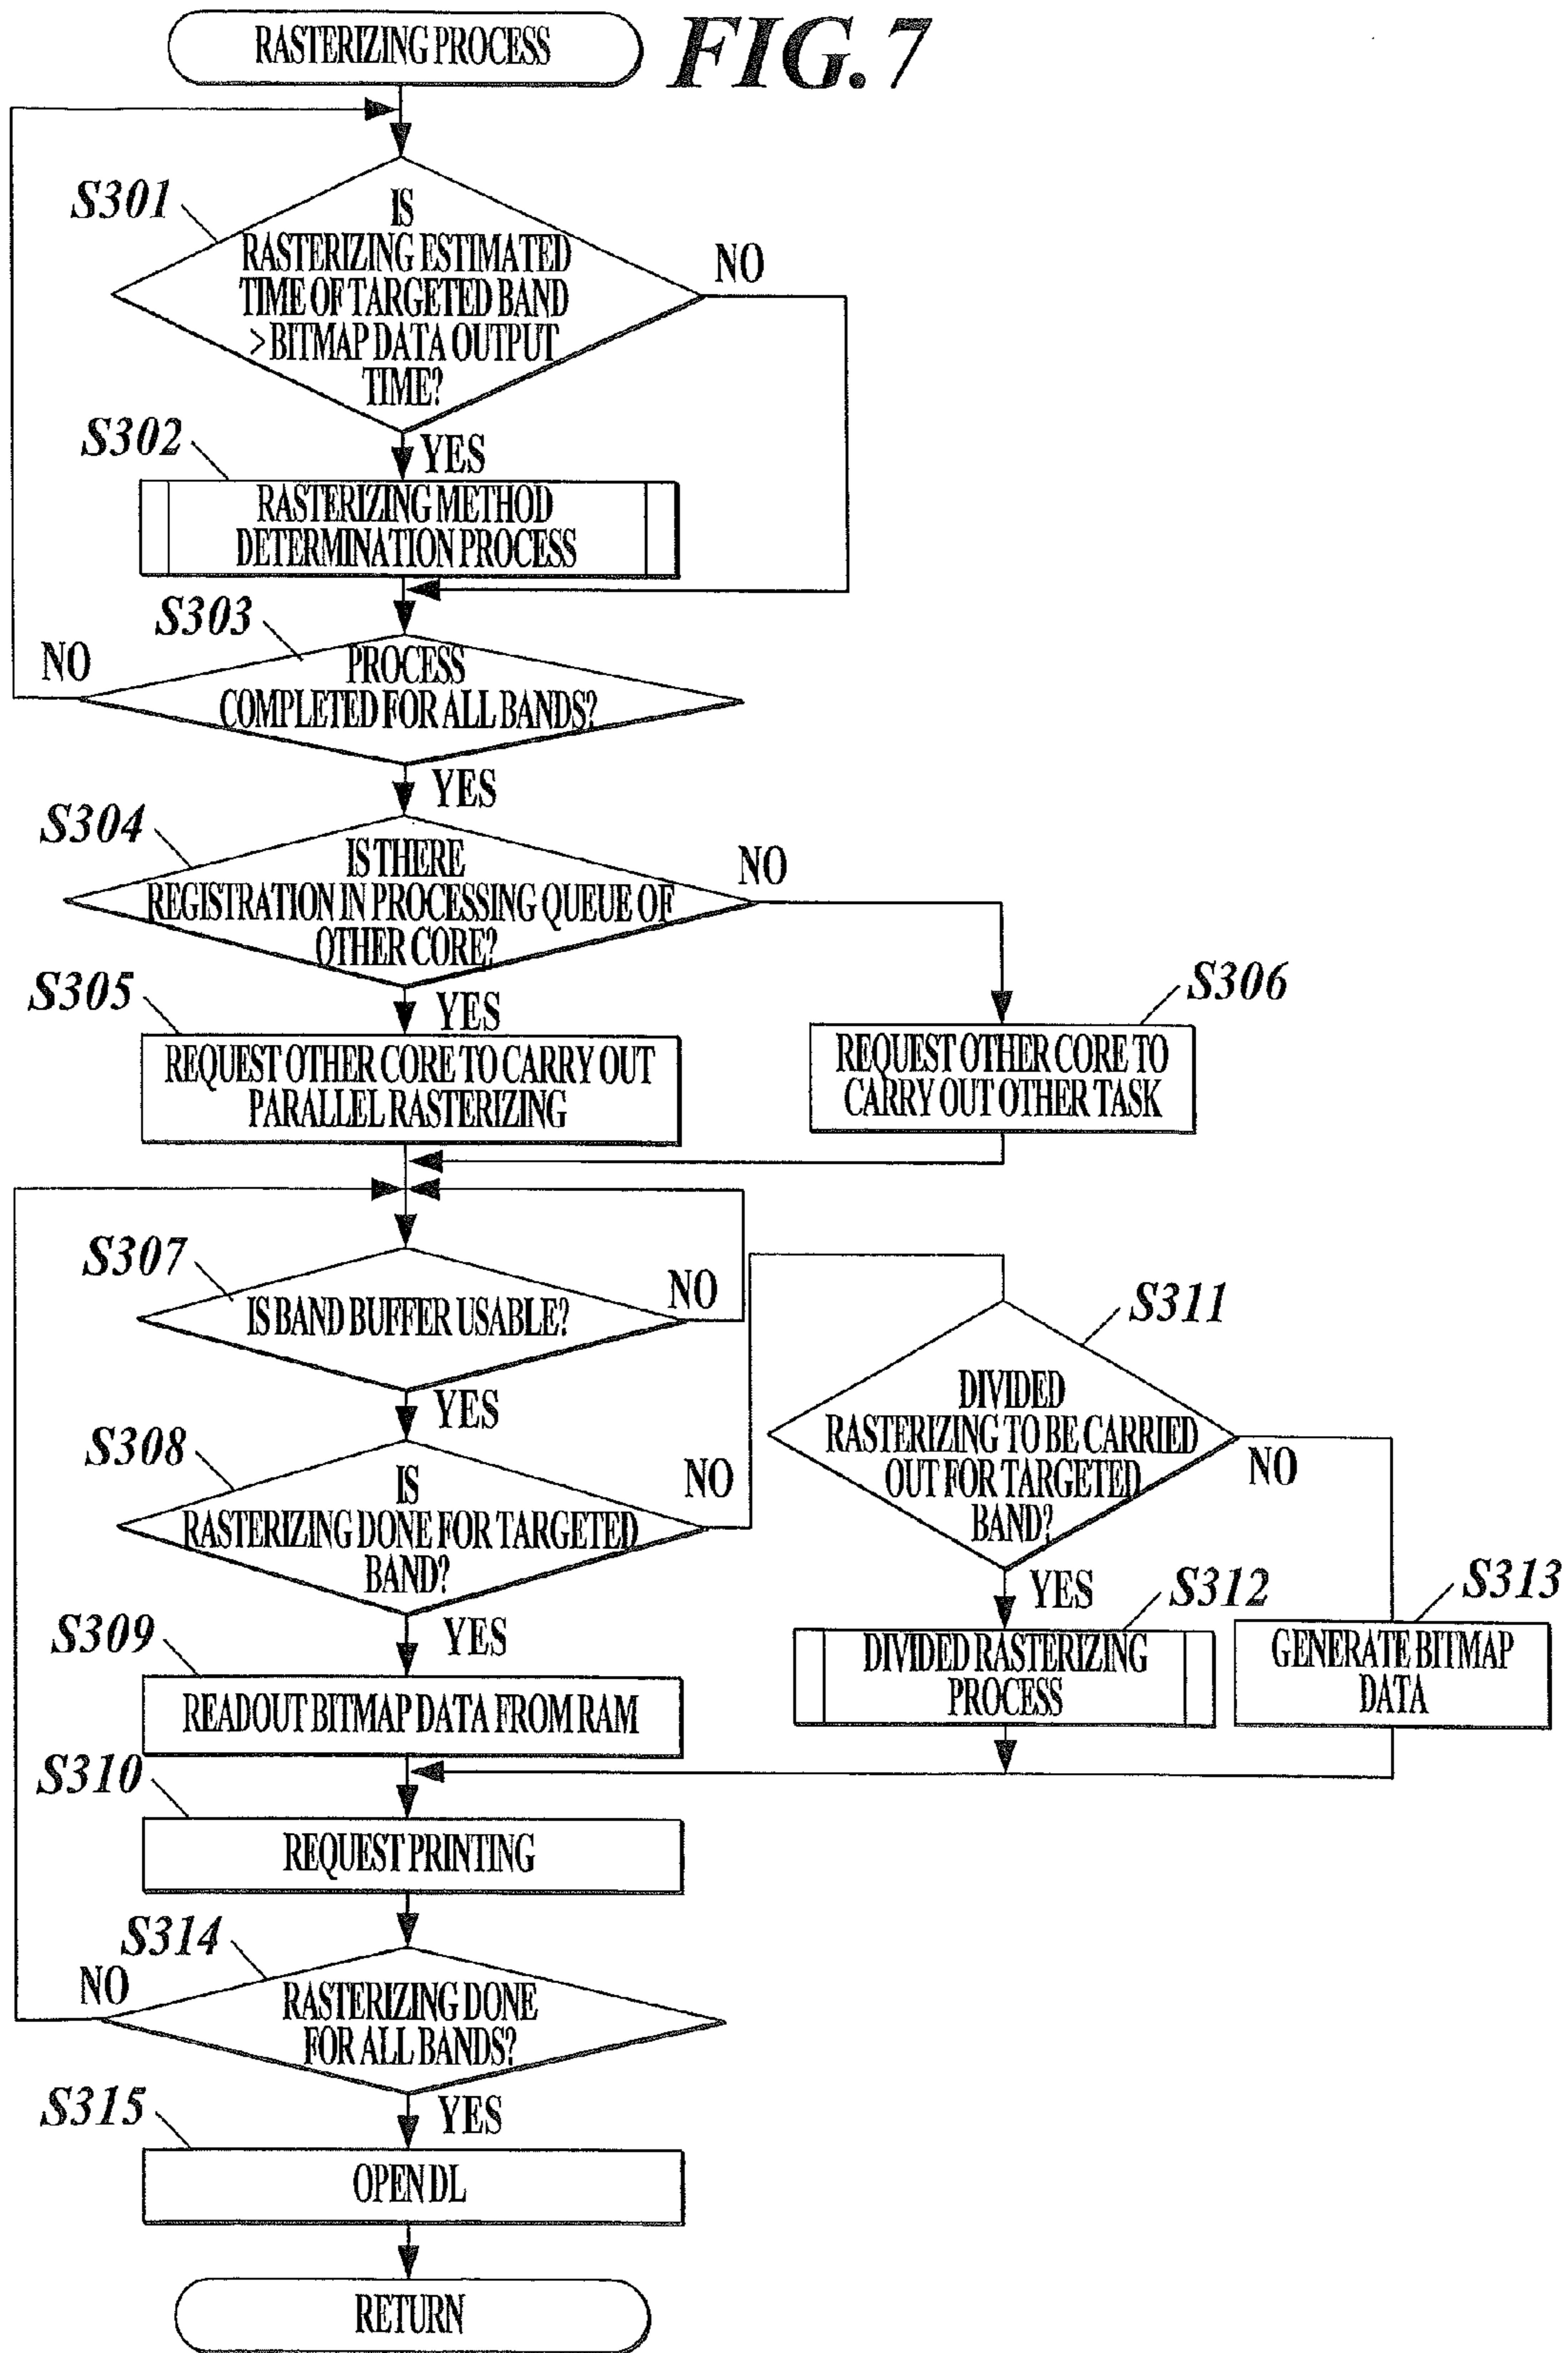 RASTERIZING PROCESS
FIG. 7
S301
IS
RASTERIZING ESTIMATED
TIME OF TARGETED BAND
>BITMAP DATA OUTPUT
TIME?
NO
YES
S302
RASTERIZING METHOD
DETERMINATION PROCESS
S303
NO
PROCESS
COMPLETED FOR ALL BANDS?
YES
S304
IS THERE
REGISTRATION IN PROCESSING QUEUE OF
OTHER CORE?
NO
YES
S305
REQUEST OTHER CORE TO CARRY OUT
PARALLEL RASTERIZING
S306
REQUEST OTHER CORE TO
CARRY OUT OTHER TASK
S307
IS BAND BUFFER USABLE?
NO
YES
S308
IS
RASTERIZING DONE FOR TARGETED
BAND?
NO
YES
S309
READOUT BITMAP DATA FROM RAM
S311
DIVIDED
RASTERIZING TO BE CARRIED
OUT FOR TARGETED
BAND?
NO
YES
S312
DIVIDED RASTERIZING
PROCESS
S313
GENERATE BITMAP
DATA
S310
REQUEST PRINTING
S314
NO
RASTERIZING DONE
FOR ALL BANDS?
YES
S315
OPEN DL
RETURN